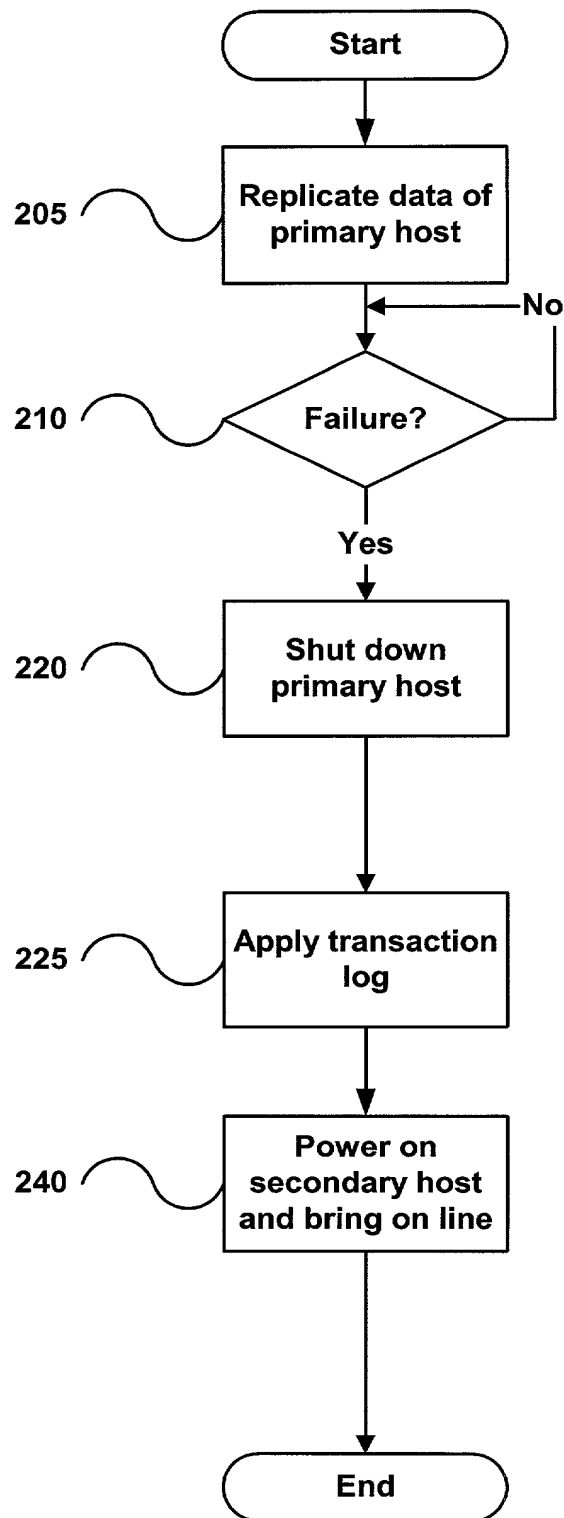 Start
205
Replicate data of
primary host
No
210
Failure?
Yes
220
Shut down
primary host
225
Apply transaction
log
240
Power on
secondary host
and bring on line
End